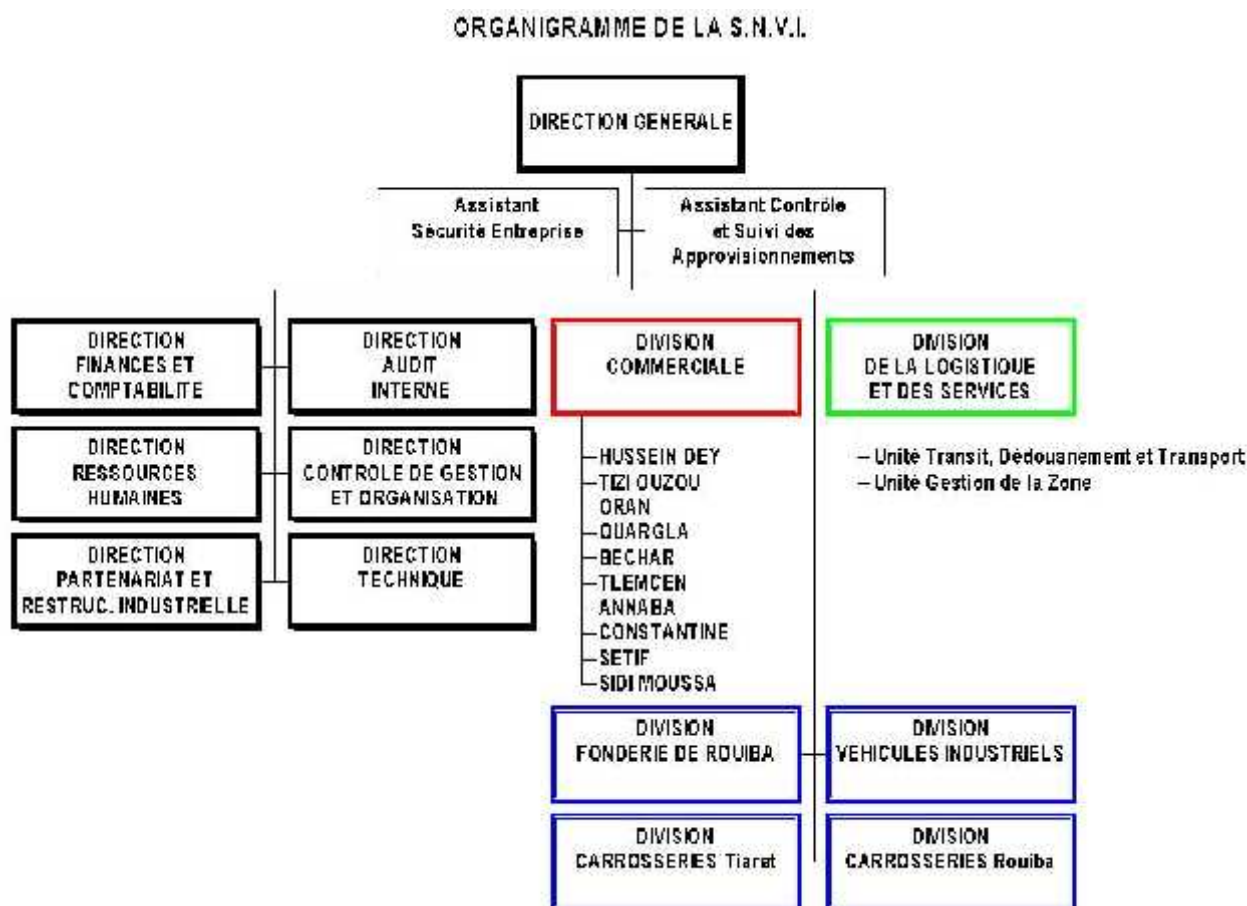 ORGANIGRAMME DE LA S.N.V.I.
DIRECTION GENERALE
Assistant
Sécurité Entreprise
Assistant Contrôle
et Suivi des
Approvisionnements
DIRECTION
FINANCES ET
COMPTABILITE
DIRECTION
AUDIT
INTERNE
DIVISION
COMMERCIALE
DIVISION
DE LA LOGISTIQUE
ET DES SERVICES
DIRECTION
RESSOURCES
HUMAINES
DIRECTION
CONTROLE DE GESTION
ET ORGANISATION
HUSSEIN DEY
TIZI OUZOU
ORAN
OUARGLA
BECHAR
TLEMCEN
ANNABA
CONSTANTINE
SETIF
SIDI MOUSSA
– Unité Transit, Dédouanement et Transport
– Unité Gestion de la Zone
DIRECTION
PARTENARIAT ET
RESTRUC. INDUSTRIELLE
DIRECTION
TECHNIQUE
DIVISION
FONDERIE DE ROUIBA
DIVISION
VEHICULES INDUSTRIELS
DIVISION
CARROSSERIES Tiaret
DIVISION
CARROSSERIES Rouiba